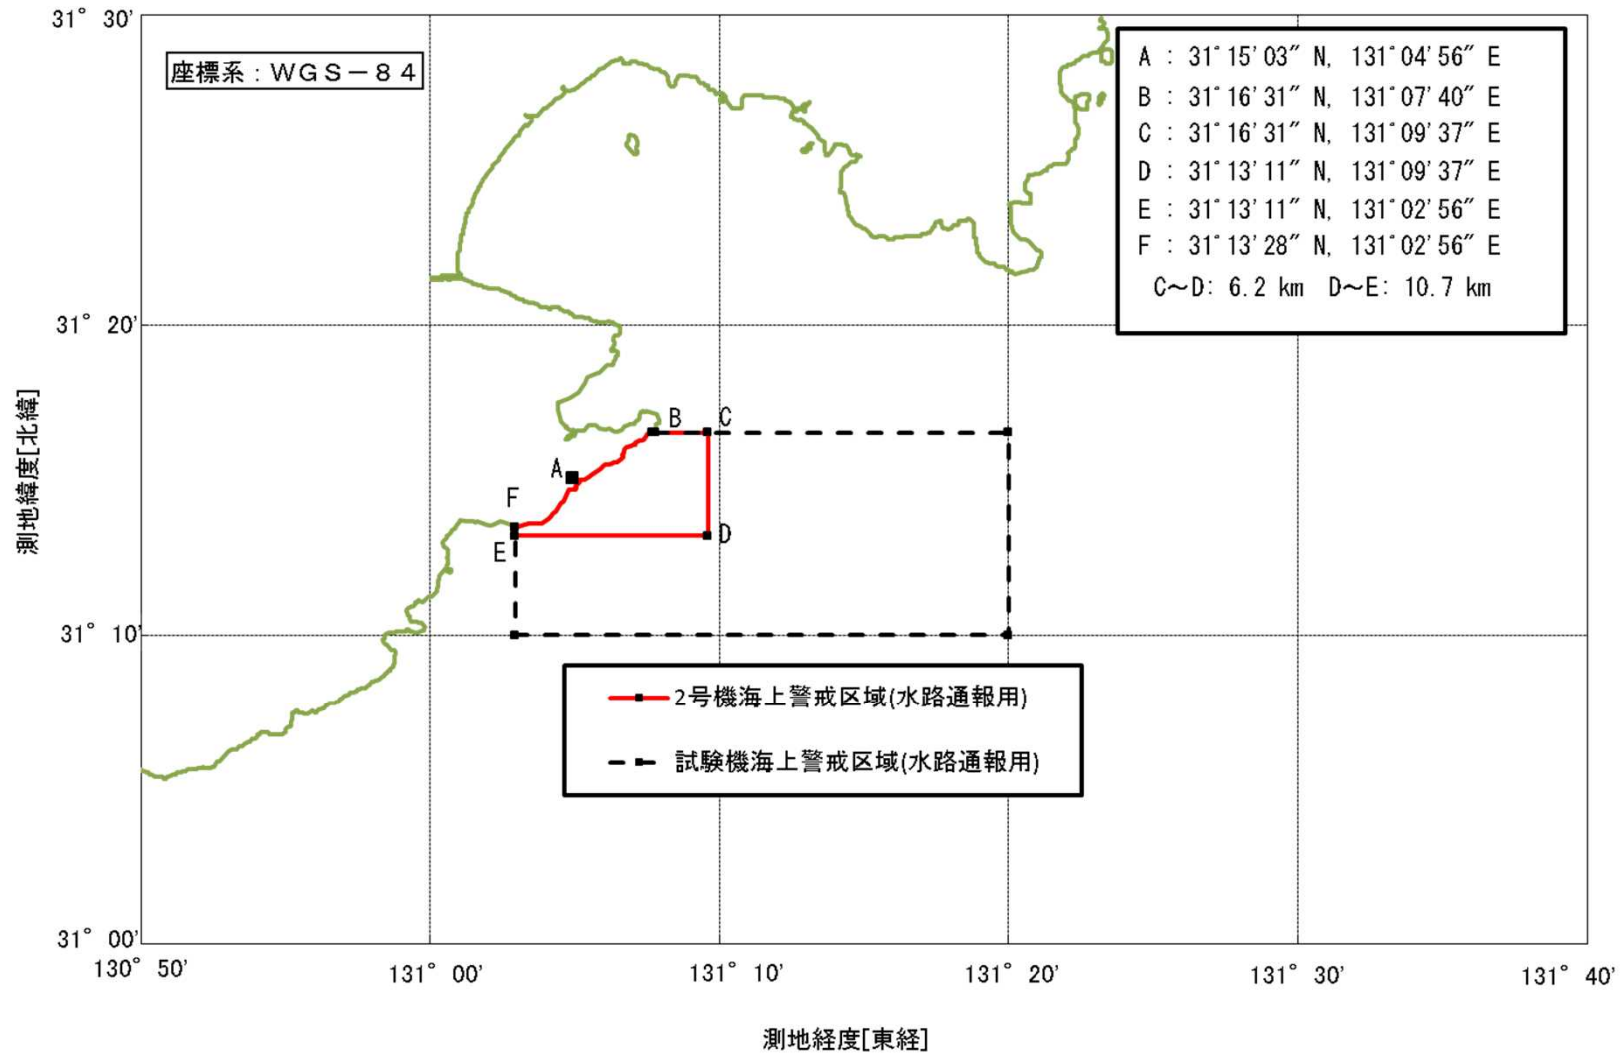 31° 30'
座標系：ＷＧＳ－８４
A : 31°15'03" N, 131°04'56" E
B : 31°16'31" N, 131°07'40" E
C : 31°16'31" N, 131°09'37" E
D : 31°13'11" N, 131°09'37" E
E : 31°13'11" N, 131°02'56" E
F : 31°13'28" N, 131°02'56" E
C～D: 6.2 km D～E: 10.7 km
31° 20'
測地緯度[北緯]
B
C
A
F
E
D
31° 10'
2号機海上警戒区域(水路通報用)
試験機海上警戒区域(水路通報用)
31° 00'
130° 50'
131° 00'
131° 10'
131° 20'
131° 30'
131° 40'
測地経度[東経]